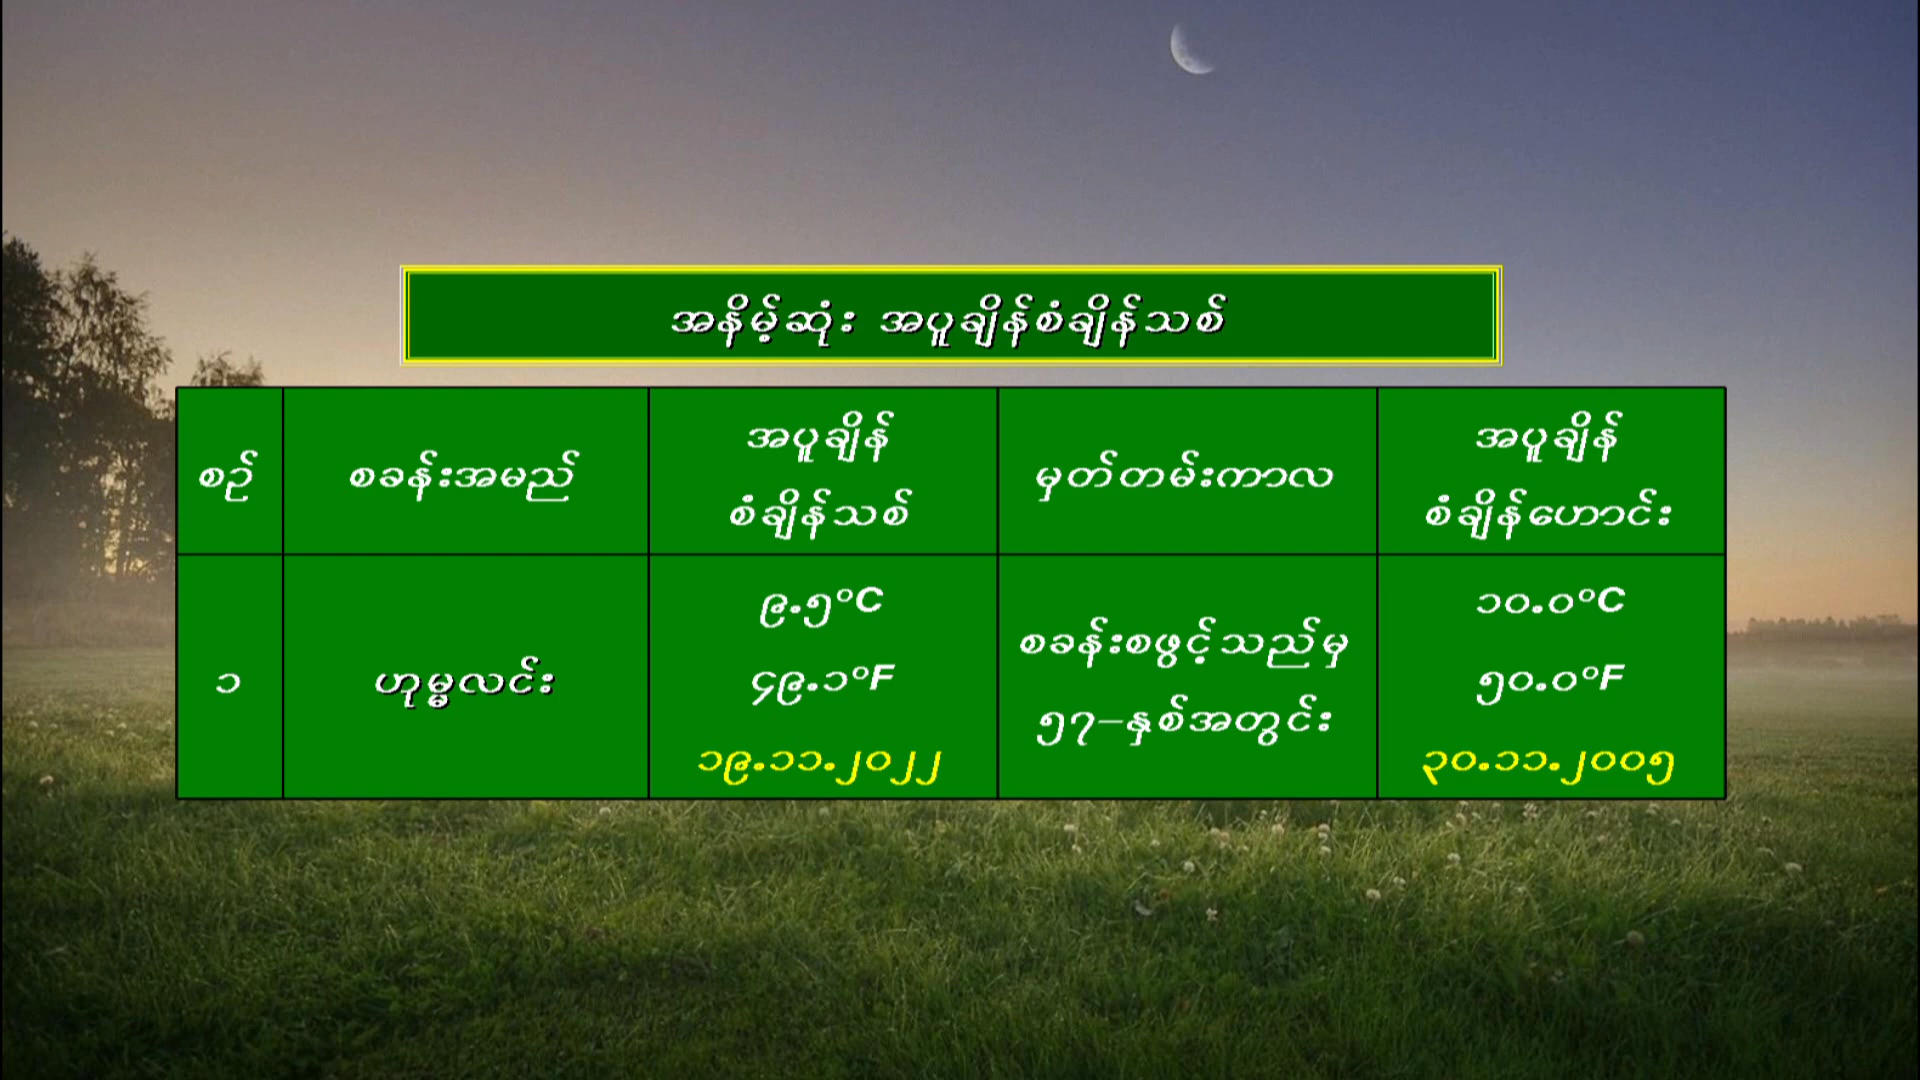 အနိမ့်ဆုံး အပူချိန်စံချိန်သစ်
စဉ်
စခန်းအမည်
အပူချိန်
စံချိန်သစ်
မှတ်တမ်းကာလ
အပူချိန်
စံချိန်ဟောင်း
၁
ဟုမ္မလင်း
၉.၅°C
၄၉.၁°F
၁၉.၁၁.၂၀၂၂
စခန်းစဖွင့်သည်မှ
၅၇–နှစ်အတွင်း
၁၀.၀°C
၅၀.၀°F
၃၀.၁၁.၂၀၀၅